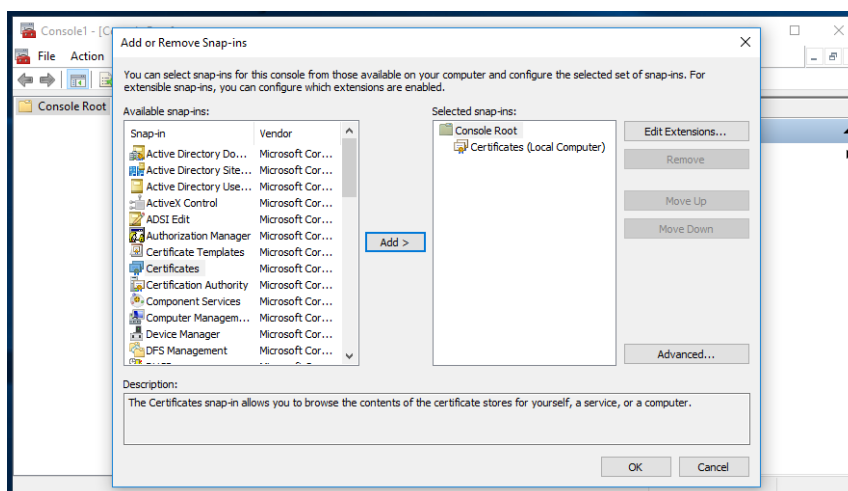 Console1 - [C
Add or Remove Snap-ins
File Action
You can select snap-ins for this console from those available on your computer and configure the selected set of snap-ins. For
extensible snap-ins, you can configure which extensions are enabled.
Console Root
Available snap-ins:
Selected snap-ins:
Snap-in Vendor
Active Directory Do... Microsoft Cor...
Active Directory Site... Microsoft Cor...
Active Directory Use... Microsoft Cor...
ActiveX Control Microsoft Cor...
ADSI Edit Microsoft Cor...
Authorization Manager Microsoft Cor...
Certificate Templates Microsoft Cor...
Certificates Microsoft Cor...
Certification Authority Microsoft Cor...
Component Services Microsoft Cor...
Computer Managem... Microsoft Cor...
Device Manager Microsoft Cor...
DFS Management Microsoft Cor...
Add >
Console Root
Certificates (Local Computer)
Edit Extensions...
Remove
Move Up
Move Down
Advanced...
Description:
The Certificates snap-in allows you to browse the contents of the certificate stores for yourself, a service, or a computer.
OK
Cancel